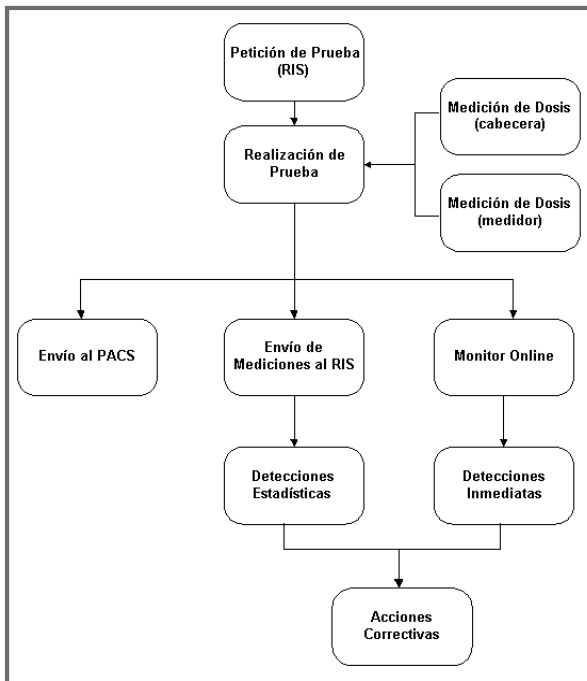 Petición de Prueba
(RIS)
Medición de Dosis
(cabecera)
Realización de
Prueba
Medición de Dosis
(medidor)
Envío al PACS
Envío de
Mediciones al RIS
Monitor Online
Detecciones
Estadísticas
Detecciones
Inmediatas
Acciones
Correctivas